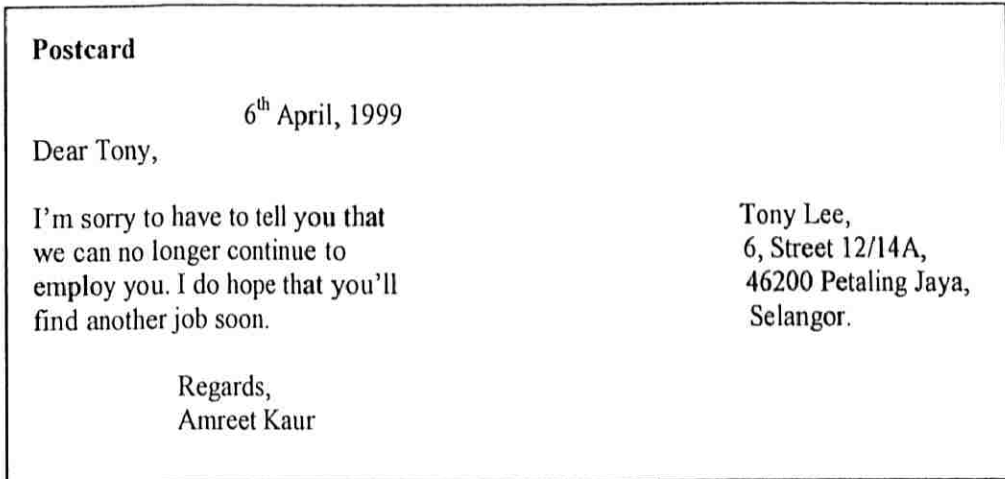 Postcard
6th April, 1999
Dear Tony,
I'm sorry to have to tell you that
we can no longer continue to
employ you. I do hope that you'll
find another job soon.
Regards,
Amreet Kaur
Tony Lee,
6, Street 12/14A,
46200 Petaling Jaya,
Selangor.